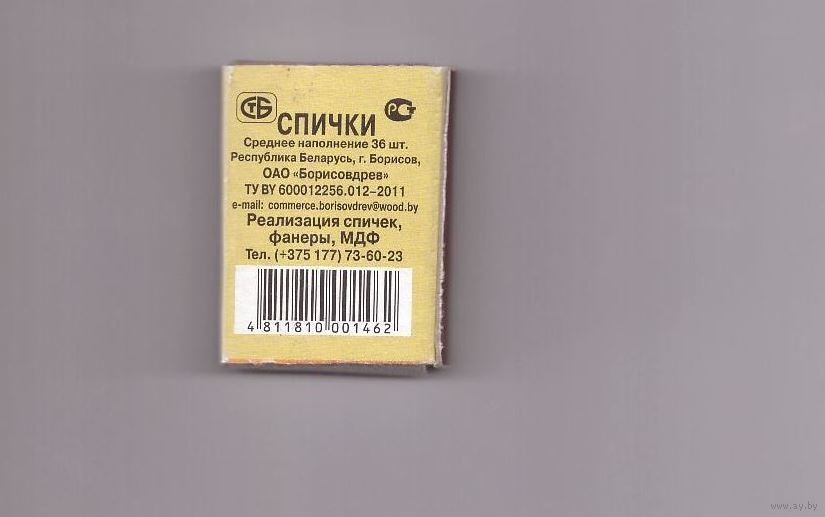 СТБ
РСТ
СПИЧКИ
Среднее наполнение 36 шт.
Республика Беларусь, г. Борисов,
ОАО «Борисовдрев»
ТУ BY 600012256.012–2011
e-mail: commerce.borisovdrev@wood.by
Реализация спичек,
фанеры, МДФ
Тел. (+375 177) 73-60-23
4 811810 001462
www.ay.by